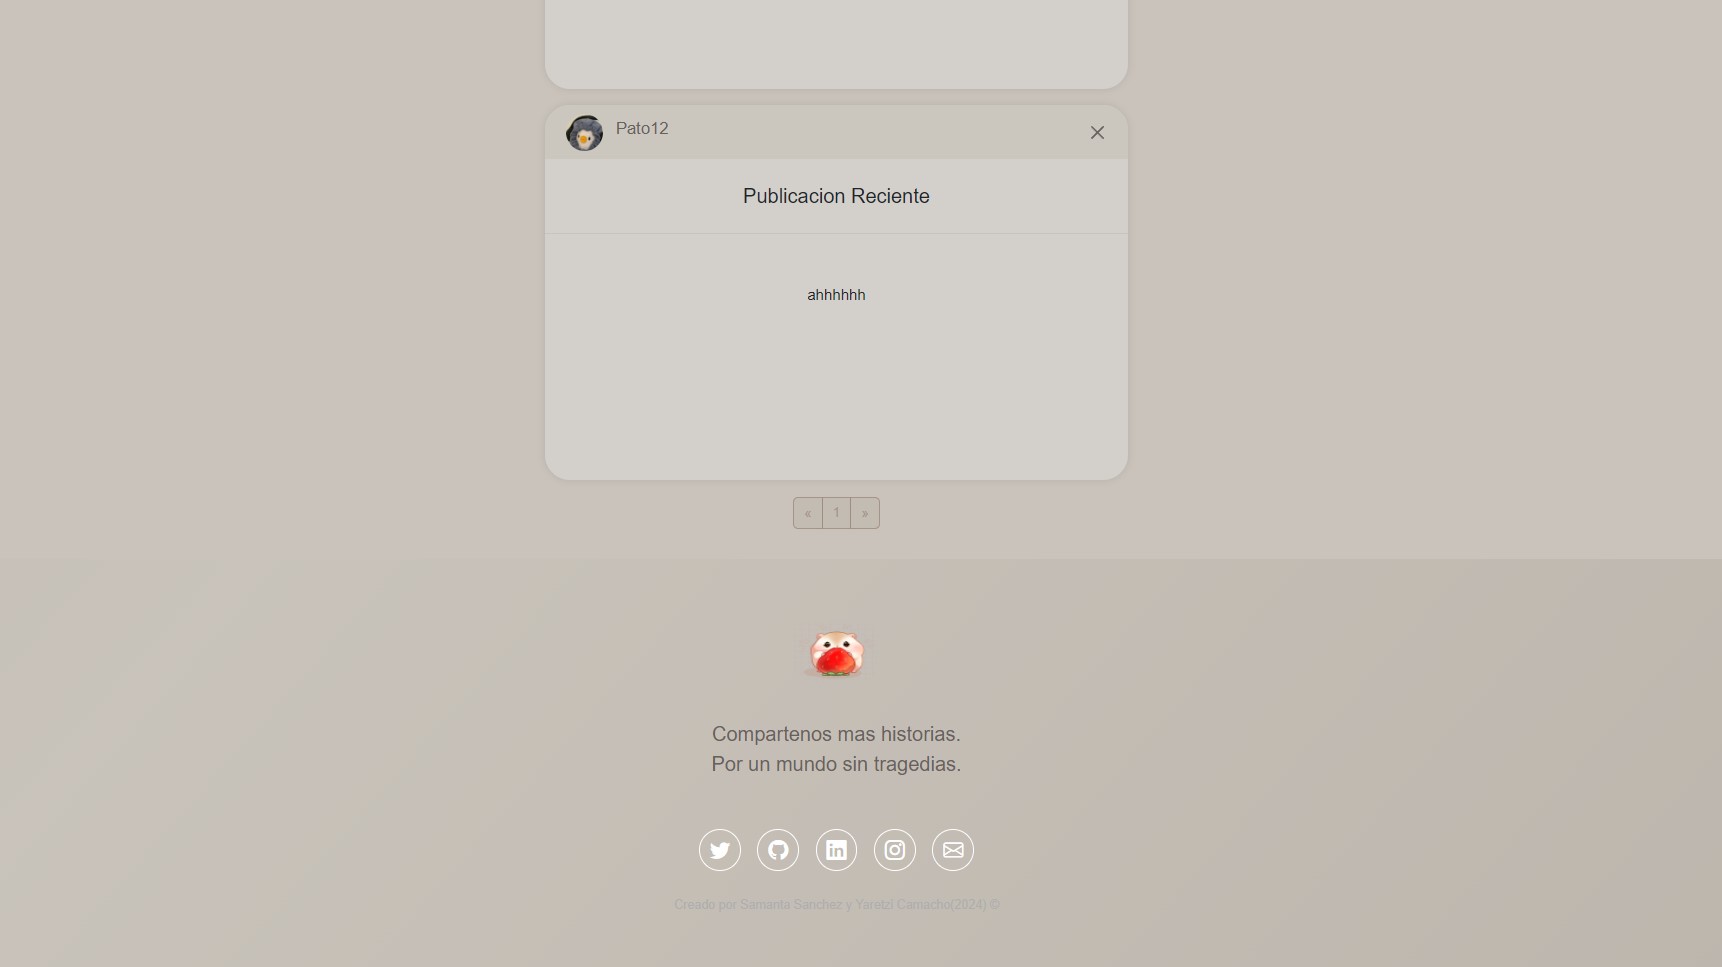 Pato12
Publicacion Reciente
ahhhhhh
« 1 »
Compartenos mas historias.
Por un mundo sin tragedias.
Creado por Samanta Sanchez y Yaretzi Camacho(2024) ©